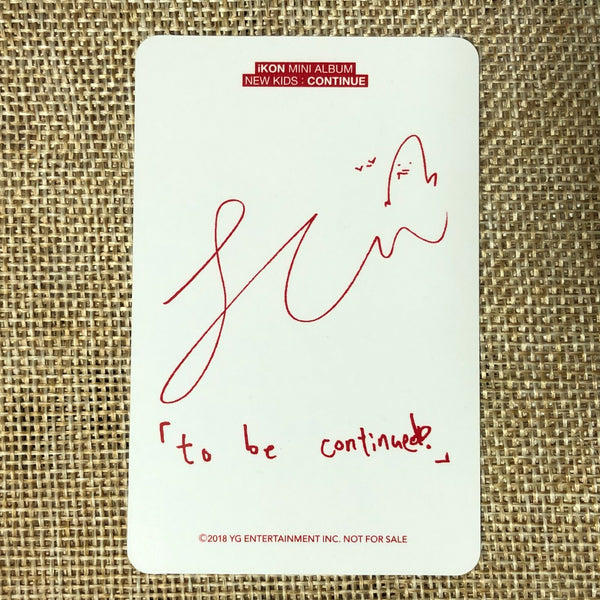 iKON MINI ALBUM
NEW KIDS : CONTINUE
「to be continued?」
©2018 YG ENTERTAINMENT INC. NOT FOR SALE